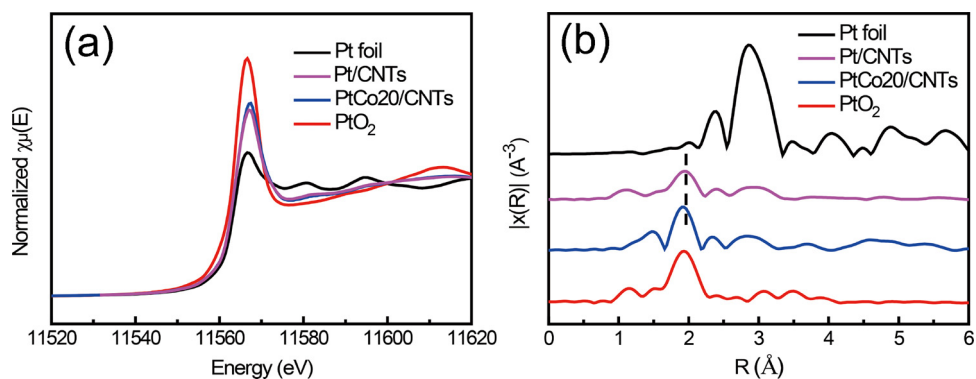 (a)
Pt foil
Pt/CNTs
PtCo20/CNTs
PtO₂
Normalized χμ(E)
11520 11540 11560 11580 11600 11620
Energy (eV)
(b)
Pt foil
Pt/CNTs
PtCo20/CNTs
PtO₂
|x(R)| (A⁻³)
0 1 2 3 4 5 6
R (Å)